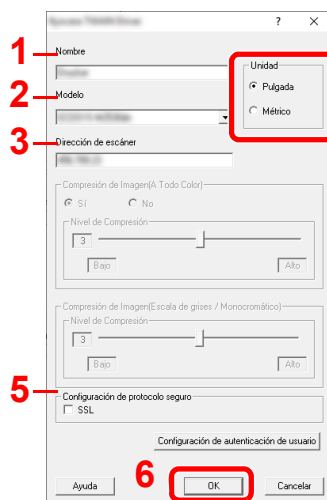 ? ×
1
Nombre
Unidad
Pulgada
Métrico
2
Modelo
3
Dirección de escáner
Compresión de Imagen(A Todo Color)
Sí No
Nivel de Compresión
3
Bajo Alto
Compresión de Imagen(Escala de grises / Monocromático)
Nivel de Compresión
3
Bajo Alto
5
Configuración de protocolo seguro
SSL
Configuración de autenticación de usuario
6
Ayuda OK Cancelar